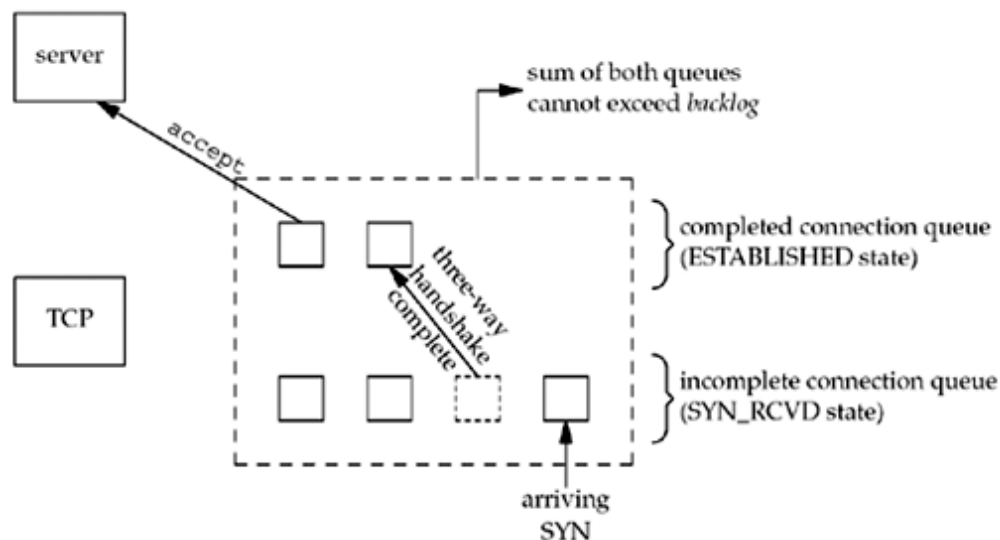 server
sum of both queues
cannot exceed backlog
accept
completed connection queue
(ESTABLISHED state)
three-way
handshake
complete
TCP
incomplete connection queue
(SYN_RCVD state)
arriving
SYN